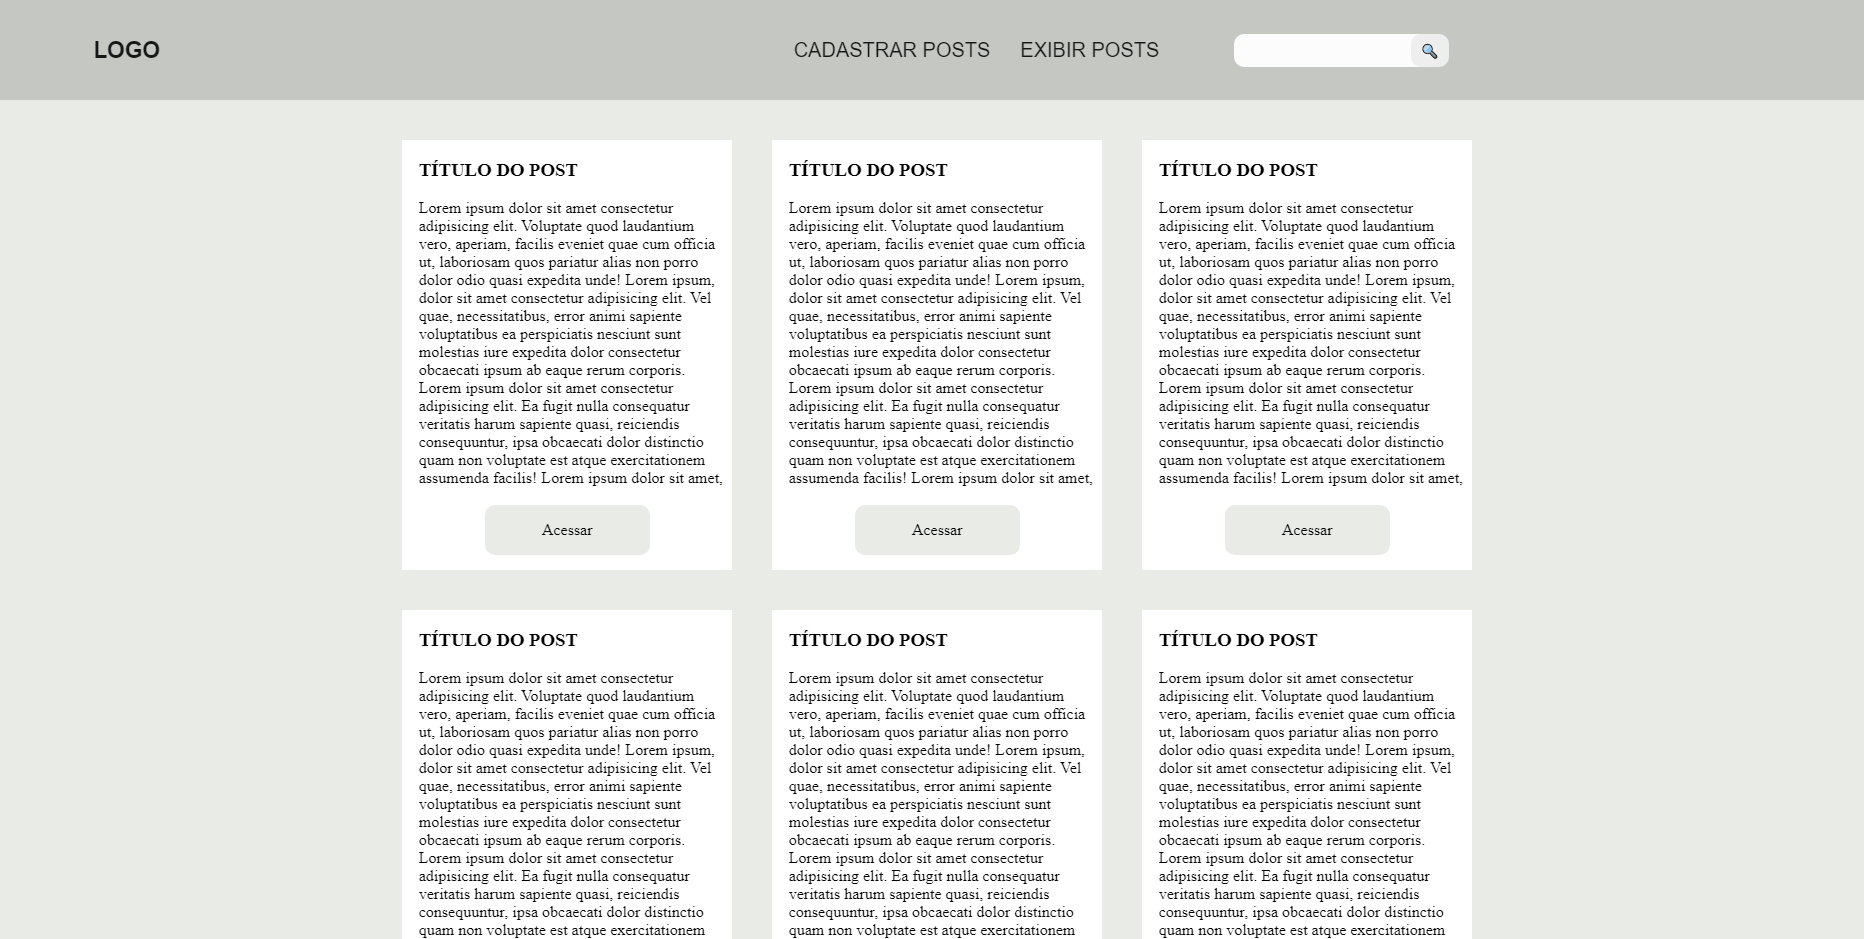 LOGO
CADASTRAR POSTS
EXIBIR POSTS
TÍTULO DO POST
Lorem ipsum dolor sit amet consectetur
adipisicing elit. Voluptate quod laudantium
vero, aperiam, facilis eveniet quae cum officia
ut, laboriosam quos pariatur alias non porro
dolor odio quasi expedita unde! Lorem ipsum,
dolor sit amet consectetur adipisicing elit. Vel
quae, necessitatibus, error animi sapiente
voluptatibus ea perspiciatis nesciunt sunt
molestias iure expedita dolor consectetur
obcaecati ipsum ab eaque rerum corporis.
Lorem ipsum dolor sit amet consectetur
adipisicing elit. Ea fugit nulla consequatur
veritatis harum sapiente quasi, reiciendis
consequuntur, ipsa obcaecati dolor distinctio
quam non voluptate est atque exercitationem
assumenda facilis! Lorem ipsum dolor sit amet,
Acessar
TÍTULO DO POST
Lorem ipsum dolor sit amet consectetur
adipisicing elit. Voluptate quod laudantium
vero, aperiam, facilis eveniet quae cum officia
ut, laboriosam quos pariatur alias non porro
dolor odio quasi expedita unde! Lorem ipsum,
dolor sit amet consectetur adipisicing elit. Vel
quae, necessitatibus, error animi sapiente
voluptatibus ea perspiciatis nesciunt sunt
molestias iure expedita dolor consectetur
obcaecati ipsum ab eaque rerum corporis.
Lorem ipsum dolor sit amet consectetur
adipisicing elit. Ea fugit nulla consequatur
veritatis harum sapiente quasi, reiciendis
consequuntur, ipsa obcaecati dolor distinctio
quam non voluptate est atque exercitationem
assumenda facilis! Lorem ipsum dolor sit amet,
Acessar
TÍTULO DO POST
Lorem ipsum dolor sit amet consectetur
adipisicing elit. Voluptate quod laudantium
vero, aperiam, facilis eveniet quae cum officia
ut, laboriosam quos pariatur alias non porro
dolor odio quasi expedita unde! Lorem ipsum,
dolor sit amet consectetur adipisicing elit. Vel
quae, necessitatibus, error animi sapiente
voluptatibus ea perspiciatis nesciunt sunt
molestias iure expedita dolor consectetur
obcaecati ipsum ab eaque rerum corporis.
Lorem ipsum dolor sit amet consectetur
adipisicing elit. Ea fugit nulla consequatur
veritatis harum sapiente quasi, reiciendis
consequuntur, ipsa obcaecati dolor distinctio
quam non voluptate est atque exercitationem
assumenda facilis! Lorem ipsum dolor sit amet,
Acessar
TÍTULO DO POST
Lorem ipsum dolor sit amet consectetur
adipisicing elit. Voluptate quod laudantium
vero, aperiam, facilis eveniet quae cum officia
ut, laboriosam quos pariatur alias non porro
dolor odio quasi expedita unde! Lorem ipsum,
dolor sit amet consectetur adipisicing elit. Vel
quae, necessitatibus, error animi sapiente
voluptatibus ea perspiciatis nesciunt sunt
molestias iure expedita dolor consectetur
obcaecati ipsum ab eaque rerum corporis.
Lorem ipsum dolor sit amet consectetur
adipisicing elit. Ea fugit nulla consequatur
veritatis harum sapiente quasi, reiciendis
consequuntur, ipsa obcaecati dolor distinctio
quam non voluptate est atque exercitationem
TÍTULO DO POST
Lorem ipsum dolor sit amet consectetur
adipisicing elit. Voluptate quod laudantium
vero, aperiam, facilis eveniet quae cum officia
ut, laboriosam quos pariatur alias non porro
dolor odio quasi expedita unde! Lorem ipsum,
dolor sit amet consectetur adipisicing elit. Vel
quae, necessitatibus, error animi sapiente
voluptatibus ea perspiciatis nesciunt sunt
molestias iure expedita dolor consectetur
obcaecati ipsum ab eaque rerum corporis.
Lorem ipsum dolor sit amet consectetur
adipisicing elit. Ea fugit nulla consequatur
veritatis harum sapiente quasi, reiciendis
consequuntur, ipsa obcaecati dolor distinctio
quam non voluptate est atque exercitationem
TÍTULO DO POST
Lorem ipsum dolor sit amet consectetur
adipisicing elit. Voluptate quod laudantium
vero, aperiam, facilis eveniet quae cum officia
ut, laboriosam quos pariatur alias non porro
dolor odio quasi expedita unde! Lorem ipsum,
dolor sit amet consectetur adipisicing elit. Vel
quae, necessitatibus, error animi sapiente
voluptatibus ea perspiciatis nesciunt sunt
molestias iure expedita dolor consectetur
obcaecati ipsum ab eaque rerum corporis.
Lorem ipsum dolor sit amet consectetur
adipisicing elit. Ea fugit nulla consequatur
veritatis harum sapiente quasi, reiciendis
consequuntur, ipsa obcaecati dolor distinctio
quam non voluptate est atque exercitationem